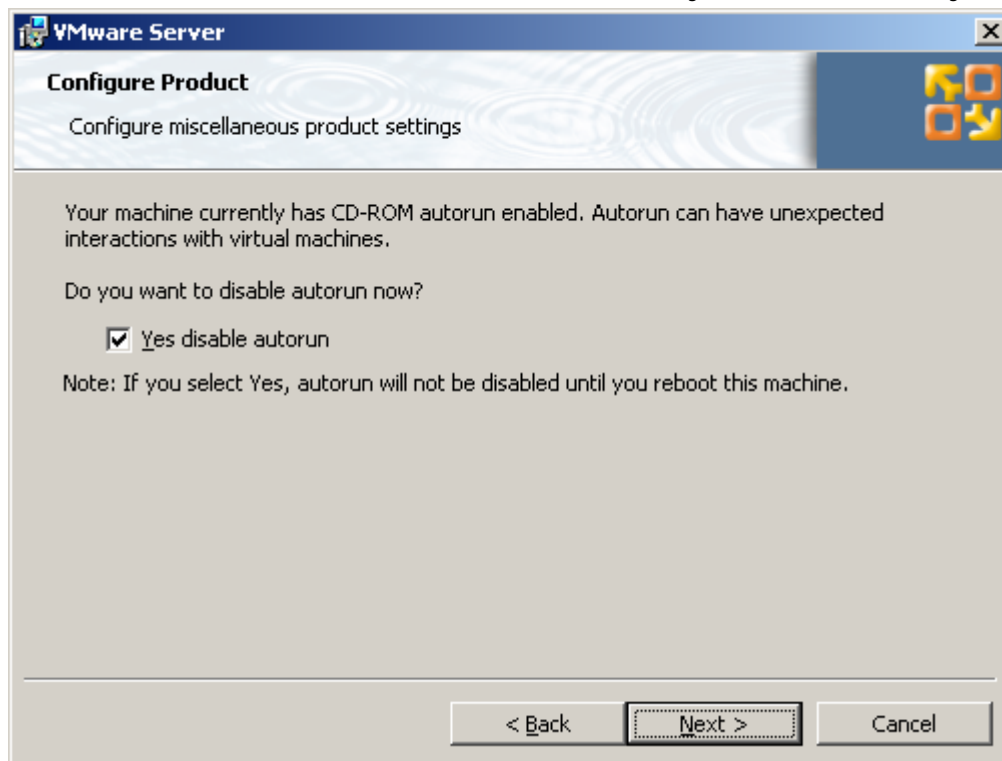 VMware Server
Configure Product
Configure miscellaneous product settings
Your machine currently has CD-ROM autorun enabled. Autorun can have unexpected
interactions with virtual machines.
Do you want to disable autorun now?
Yes disable autorun
Note: If you select Yes, autorun will not be disabled until you reboot this machine.
< Back
Next >
Cancel